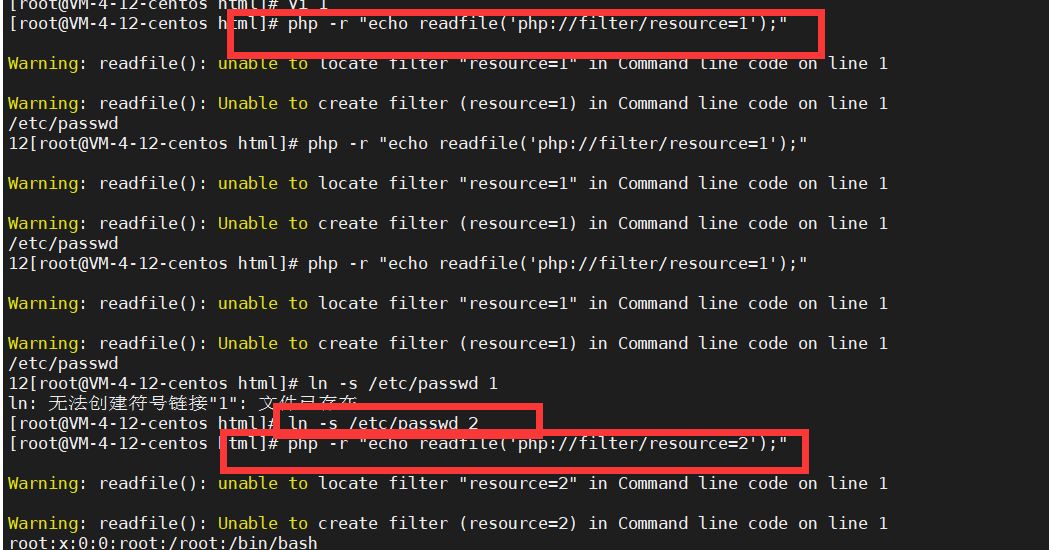 [root@VM-4-12-centos html]# vi 1
[root@VM-4-12-centos html]# php -r "echo readfile('php://filter/resource=1');"
Warning: readfile(): unable to locate filter "resource=1" in Command line code on line 1
Warning: readfile(): Unable to create filter (resource=1) in Command line code on line 1
/etc/passwd
12[root@VM-4-12-centos html]# php -r "echo readfile('php://filter/resource=1');"
Warning: readfile(): unable to locate filter "resource=1" in Command line code on line 1
Warning: readfile(): Unable to create filter (resource=1) in Command line code on line 1
/etc/passwd
12[root@VM-4-12-centos html]# php -r "echo readfile('php://filter/resource=1');"
Warning: readfile(): unable to locate filter "resource=1" in Command line code on line 1
Warning: readfile(): Unable to create filter (resource=1) in Command line code on line 1
/etc/passwd
12[root@VM-4-12-centos html]# ln -s /etc/passwd 1
ln: 无法创建符号链接"1": 文件已存在
[root@VM-4-12-centos html]# ln -s /etc/passwd 2
[root@VM-4-12-centos html]# php -r "echo readfile('php://filter/resource=2');"
Warning: readfile(): unable to locate filter "resource=2" in Command line code on line 1
Warning: readfile(): Unable to create filter (resource=2) in Command line code on line 1
root:x:0:0:root:/root:/bin/bash